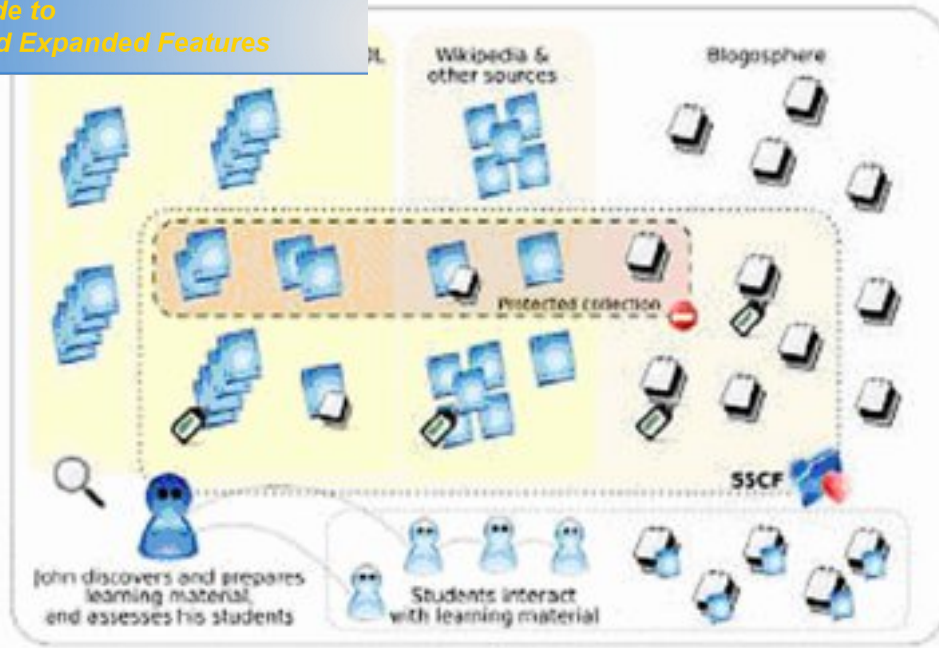 de to
d Expanded Features
Wikipedia &
other sources
Blogosphere
Protected collection
SSCF
John discovers and prepares
learning material,
and assesses his students
Students interact
with learning material